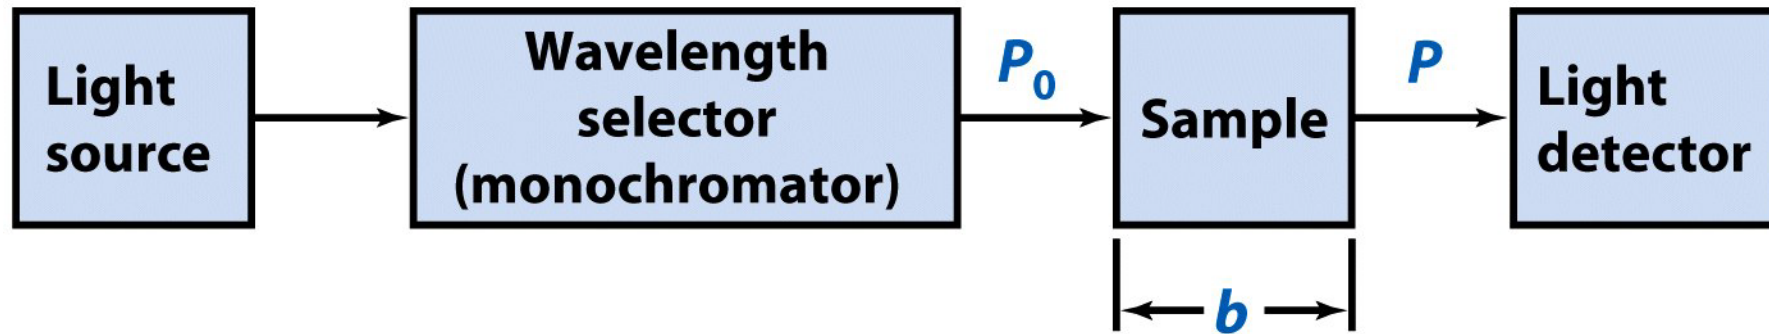 Light
source
Wavelength
selector
(monochromator)
P₀
Sample
P
Light
detector
b